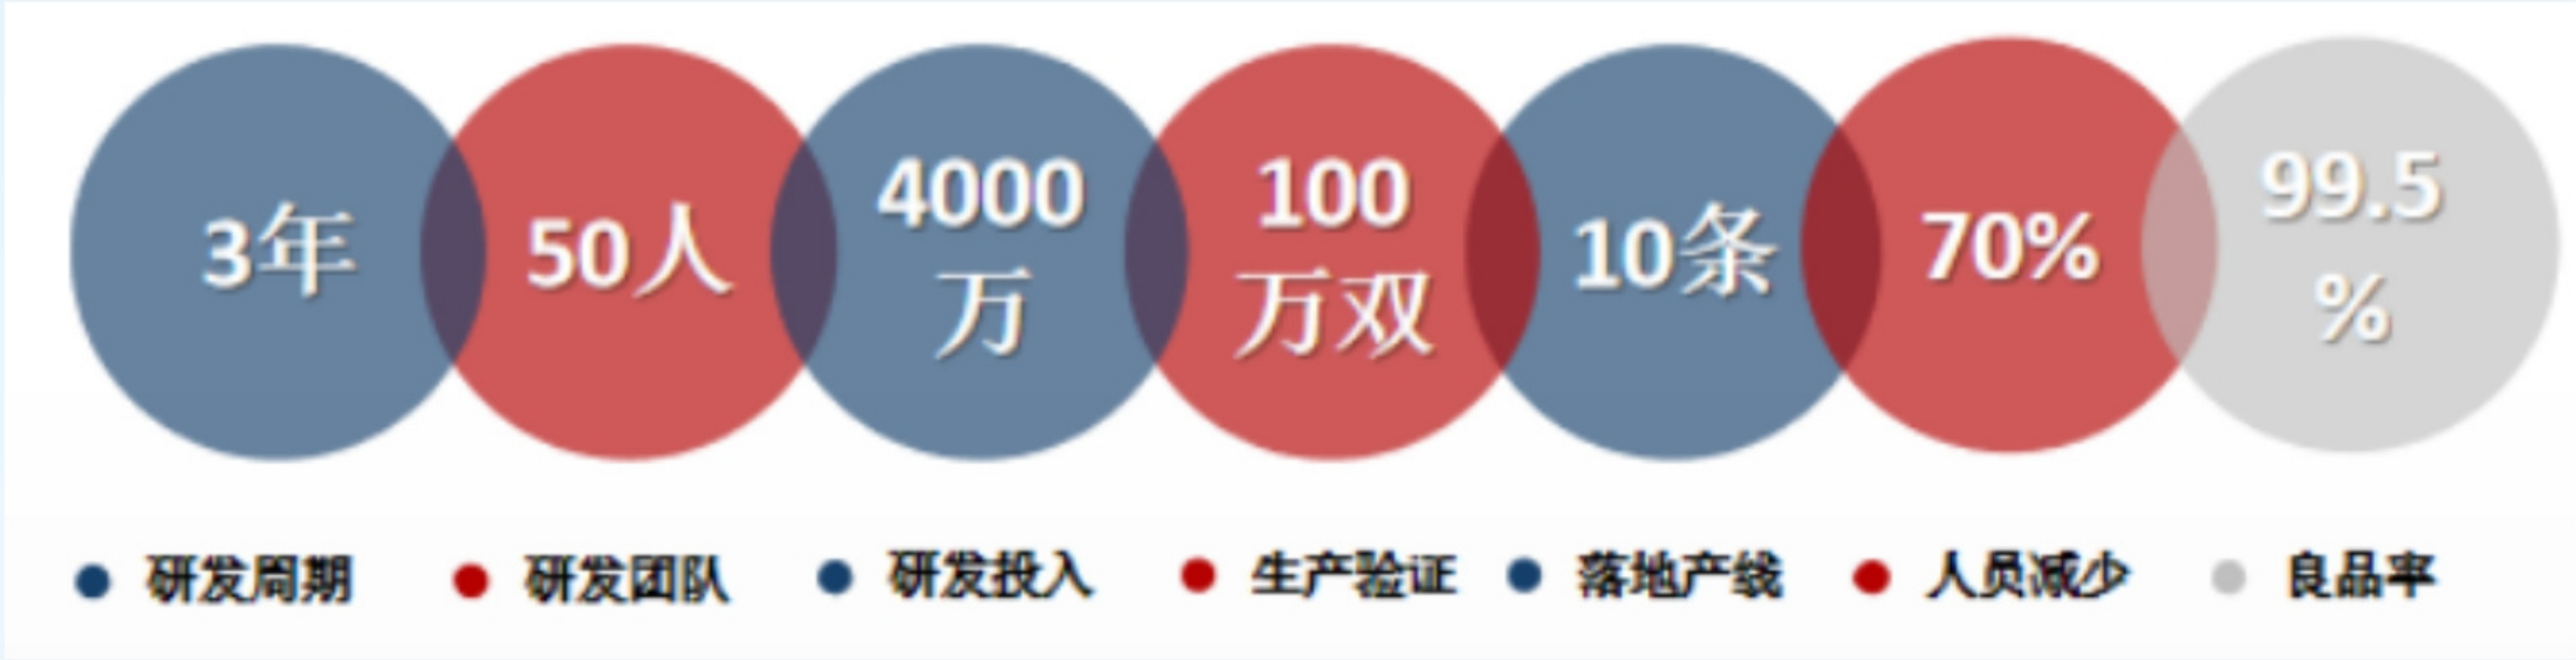 3年
50人
4000
万
100
万双
10条
70%
99.5
%
研发周期
研发团队
研发投入
生产验证
落地产线
人员减少
良品率